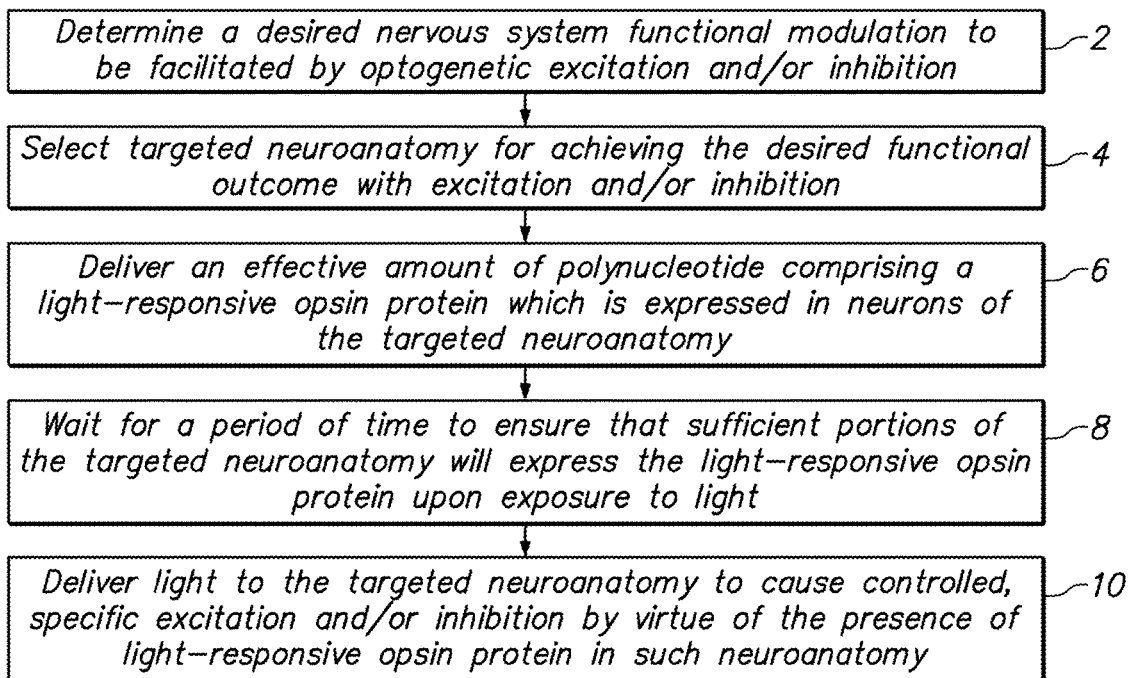 Determine a desired nervous system functional modulation to
be facilitated by optogenetic excitation and/or inhibition
2
Select targeted neuroanatomy for achieving the desired functional
outcome with excitation and/or inhibition
4
Deliver an effective amount of polynucleotide comprising a
light-responsive opsin protein which is expressed in neurons of
the targeted neuroanatomy
6
Wait for a period of time to ensure that sufficient portions of
the targeted neuroanatomy will express the light-responsive opsin
protein upon exposure to light
8
Deliver light to the targeted neuroanatomy to cause controlled,
specific excitation and/or inhibition by virtue of the presence of
light-responsive opsin protein in such neuroanatomy
10